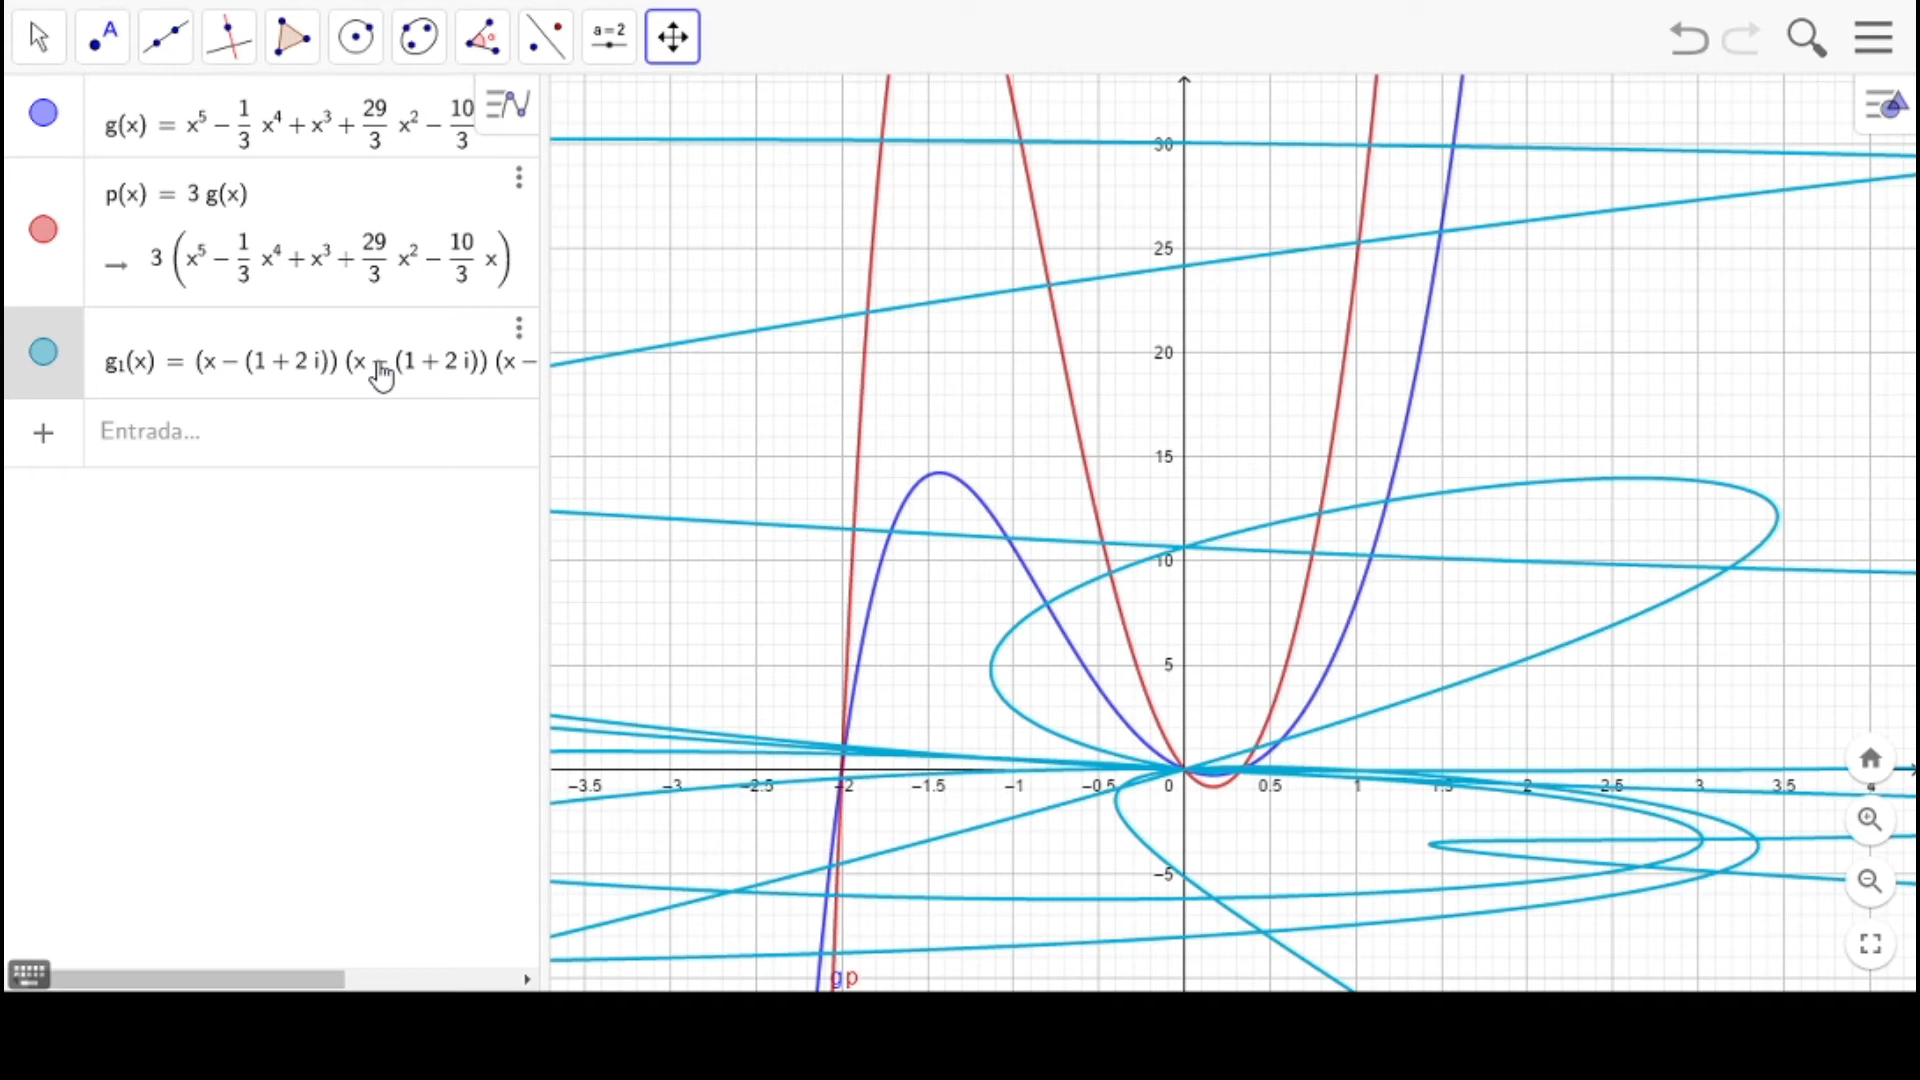 A
a=2
g(x) = x⁵ − 1/3 x⁴ + x³ + 29/3 x² − 10/3
p(x) = 3 g(x)
→ 3 (x⁵ − 1/3 x⁴ + x³ + 29/3 x² − 10/3 x)
g₁(x) = (x − (1 + 2 i)) (x − (1 + 2 i)) (x −
+ Entrada...
30
25
20
15
10
5
−3.5 −3 −2.5 −2 −1.5 −1 −0.5 0 0.5 1 1.5 2 2.5 3 3.5 4
−5
g p